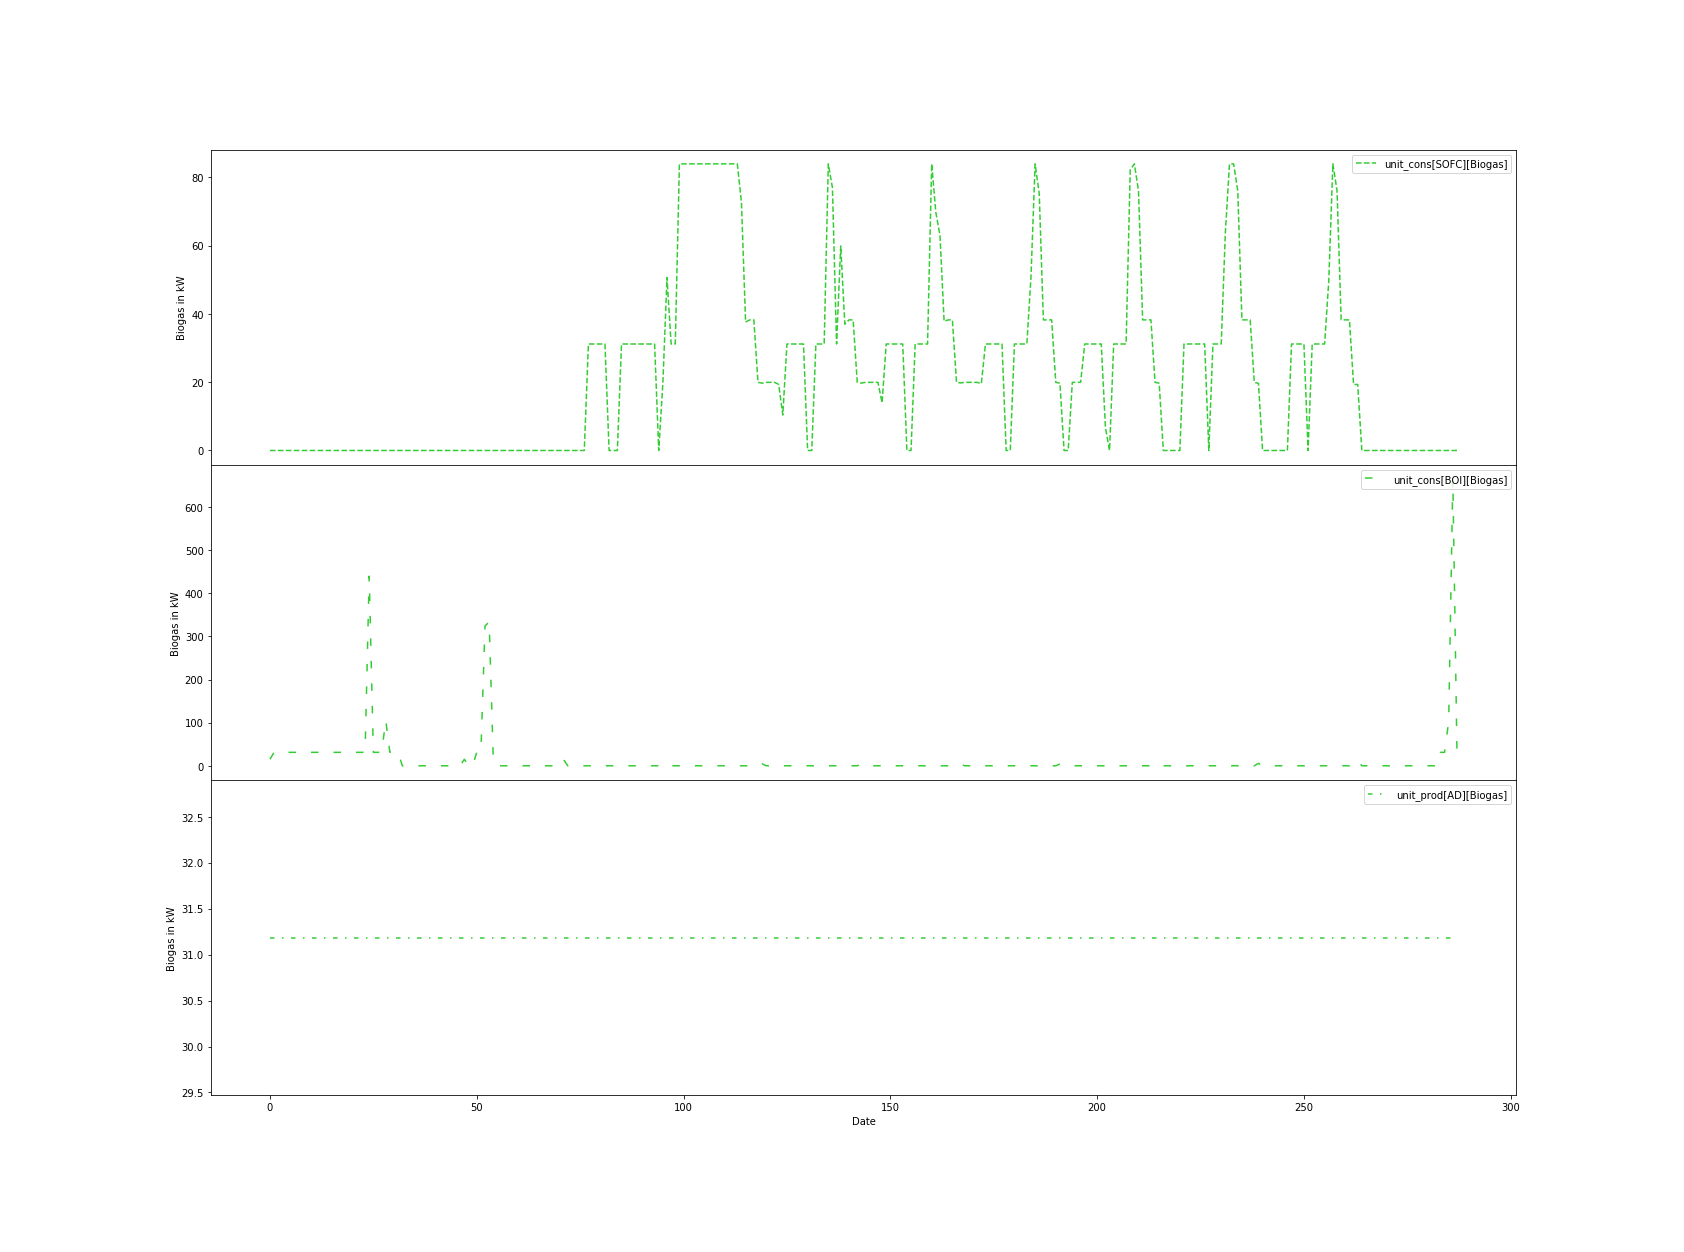 unit_cons[SOFC][Biogas]
80
60
40
20
0
Biogas in kW
unit_cons[BOI][Biogas]
600
500
400
300
200
100
0
Biogas in kW
unit_prod[AD][Biogas]
32.5
32.0
31.5
31.0
30.5
30.0
29.5
Biogas in kW
0 50 100 150 200 250 300
Date